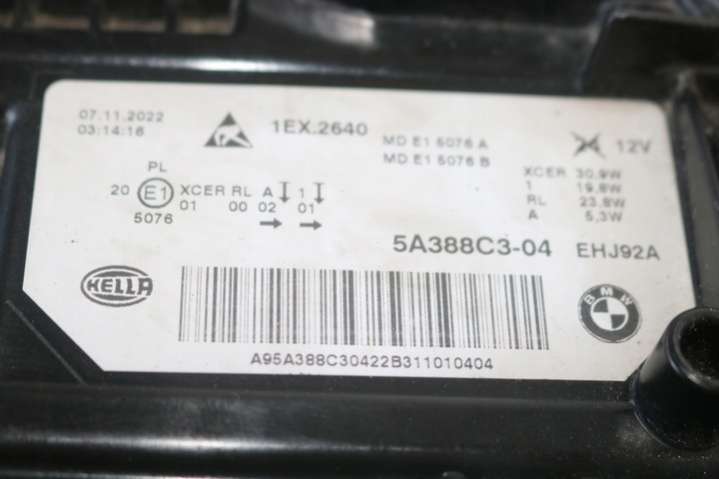 07.11.2022
03:14:16
1EX.2640
MD E1 5076 A
MD E1 5076 B
12V
XCER 30,9W
1 19,8W
RL 23,8W
A 5,3W
PL
20 E1 XCER RL A 1
01 00 02 01
5076
5A388C3-04 EHJ92A
HELLA
BMW
A95A388C30422B311010404